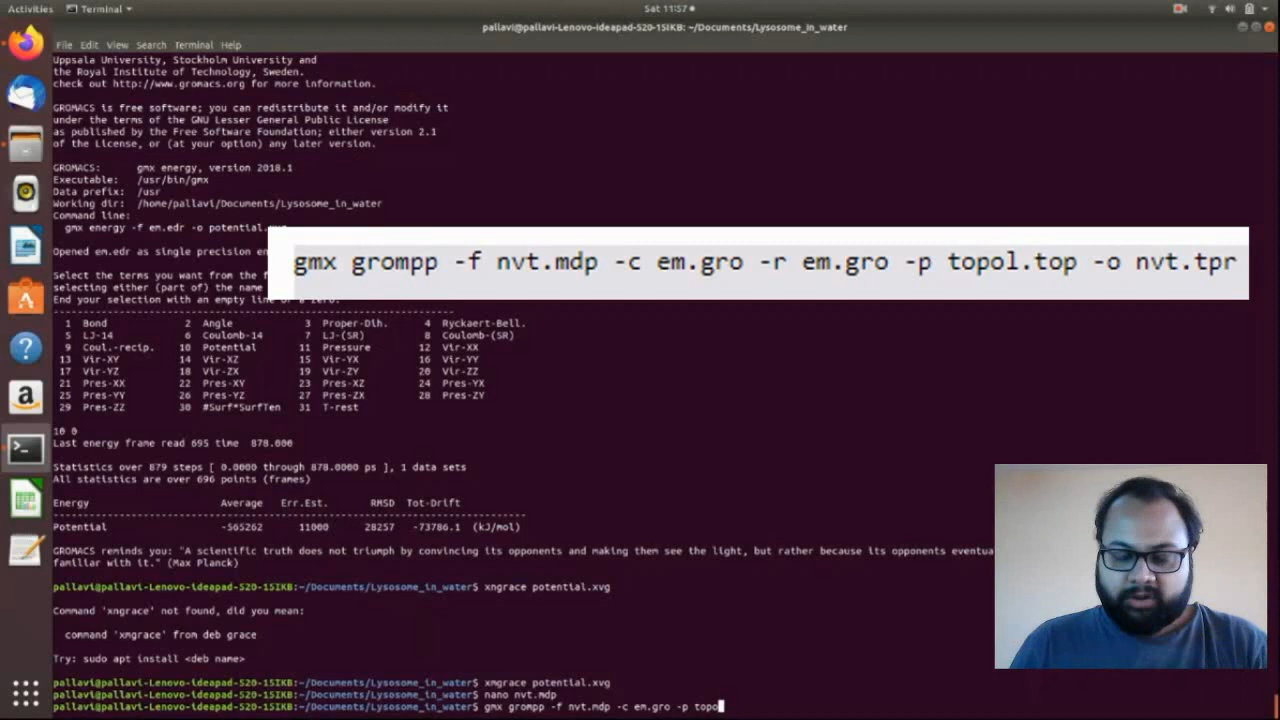 Activities Terminal Sat 11:57
pallavi@pallavi-Lenovo-ideapad-520-15IKB: ~/Documents/Lysosome_in_water
File Edit View Search Terminal Help
Uppsala University, Stockholm University and
the Royal Institute of Technology, Sweden.
check out http://www.gromacs.org for more information.
GROMACS is free software; you can redistribute it and/or modify it
under the terms of the GNU Lesser General Public License
as published by the Free Software Foundation; either version 2.1
of the License, or (at your option) any later version.
GROMACS: gmx energy, version 2018.1
Executable: /usr/bin/gmx
Data prefix: /usr
Working dir: /home/pallavi/Documents/Lysosome_in_water
Command line:
gmx energy -f em.edr -o potential.
gmx grompp -f nvt.mdp -c em.gro -r em.gro -p topol.top -o nvt.tpr
Opened em.edr as single precision en
Select the terms you want from the f
selecting either (part of) the name
End your selection with an empty line or a zero.
1 Bond 2 Angle 3 Proper-Dih. 4 Ryckaert-Bell.
5 LJ-14 6 Coulomb-14 7 LJ-(SR) 8 Coulomb-(SR)
9 Coul.-recip. 10 Potential 11 Pressure 12 Vir-XX
13 Vir-XY 14 Vir-XZ 15 Vir-YX 16 Vir-YY
17 Vir-YZ 18 Vir-ZX 19 Vir-ZY 20 Vir-ZZ
21 Pres-XX 22 Pres-XY 23 Pres-XZ 24 Pres-YX
25 Pres-YY 26 Pres-YZ 27 Pres-ZX 28 Pres-ZY
29 Pres-ZZ 30 #Surf*SurfTen 31 T-rest
10 0
Last energy frame read 695 time 878.000
Statistics over 879 steps [ 0.0000 through 878.0000 ps ], 1 data sets
All statistics are over 696 points (frames)
Energy Average Err.Est. RMSD Tot-Drift
Potential -565262 11000 28257 -73786.1 (kJ/mol)
GROMACS reminds you: "A scientific truth does not triumph by convincing its opponents and making them see the light, but rather because its opponents eventua
familiar with it." (Max Planck)
pallavi@pallavi-Lenovo-ideapad-520-15IKB:~/Documents/Lysosome_in_water$ xngrace potential.xvg
Command 'xngrace' not found, did you mean:
command 'xmgrace' from deb grace
Try: sudo apt install <deb name>
pallavi@pallavi-Lenovo-ideapad-520-15IKB:~/Documents/Lysosome_in_water$ xmgrace potential.xvg
pallavi@pallavi-Lenovo-ideapad-520-15IKB:~/Documents/Lysosome_in_water$ nano nvt.mdp
pallavi@pallavi-Lenovo-ideapad-520-15IKB:~/Documents/Lysosome_in_water$ gmx grompp -f nvt.mdp -c em.gro -p topo